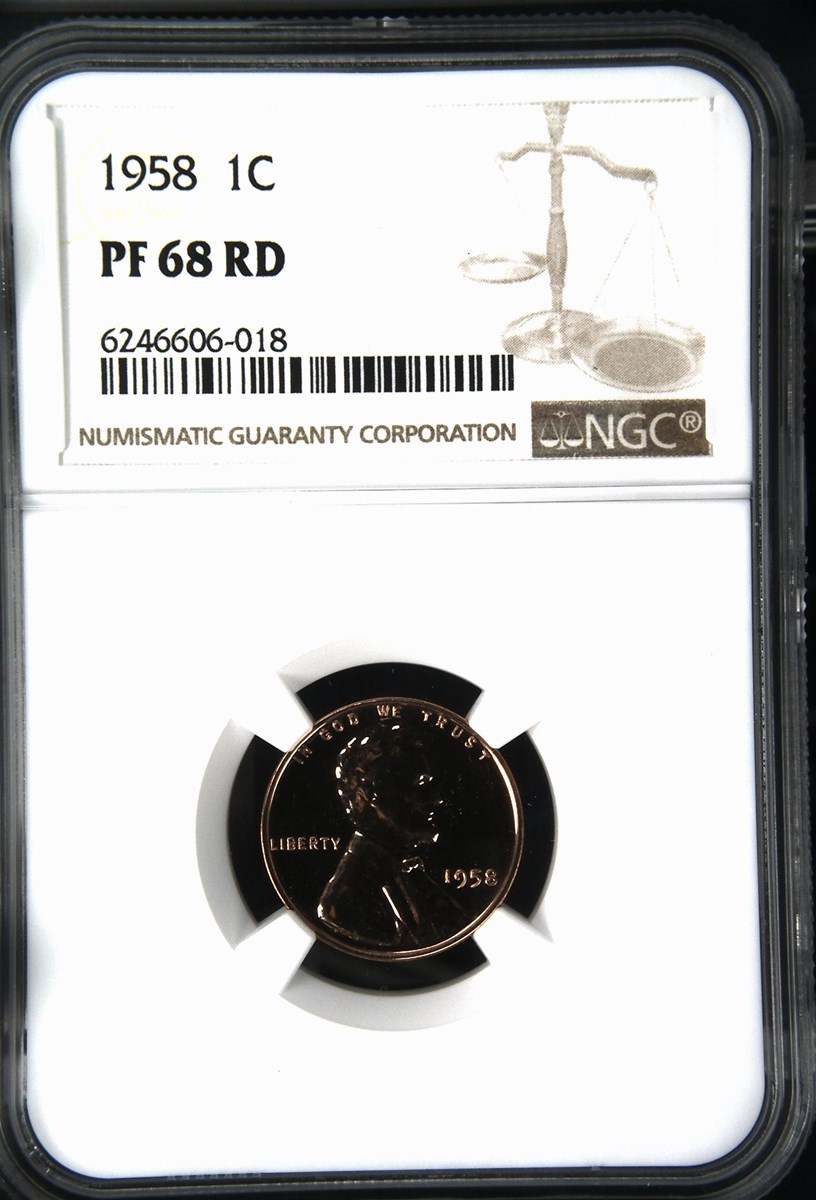 1958 1C
PF 68 RD
6246606-018
NUMISMATIC GUARANTY CORPORATION
NGC®
IN GOD WE TRUST
LIBERTY
1958